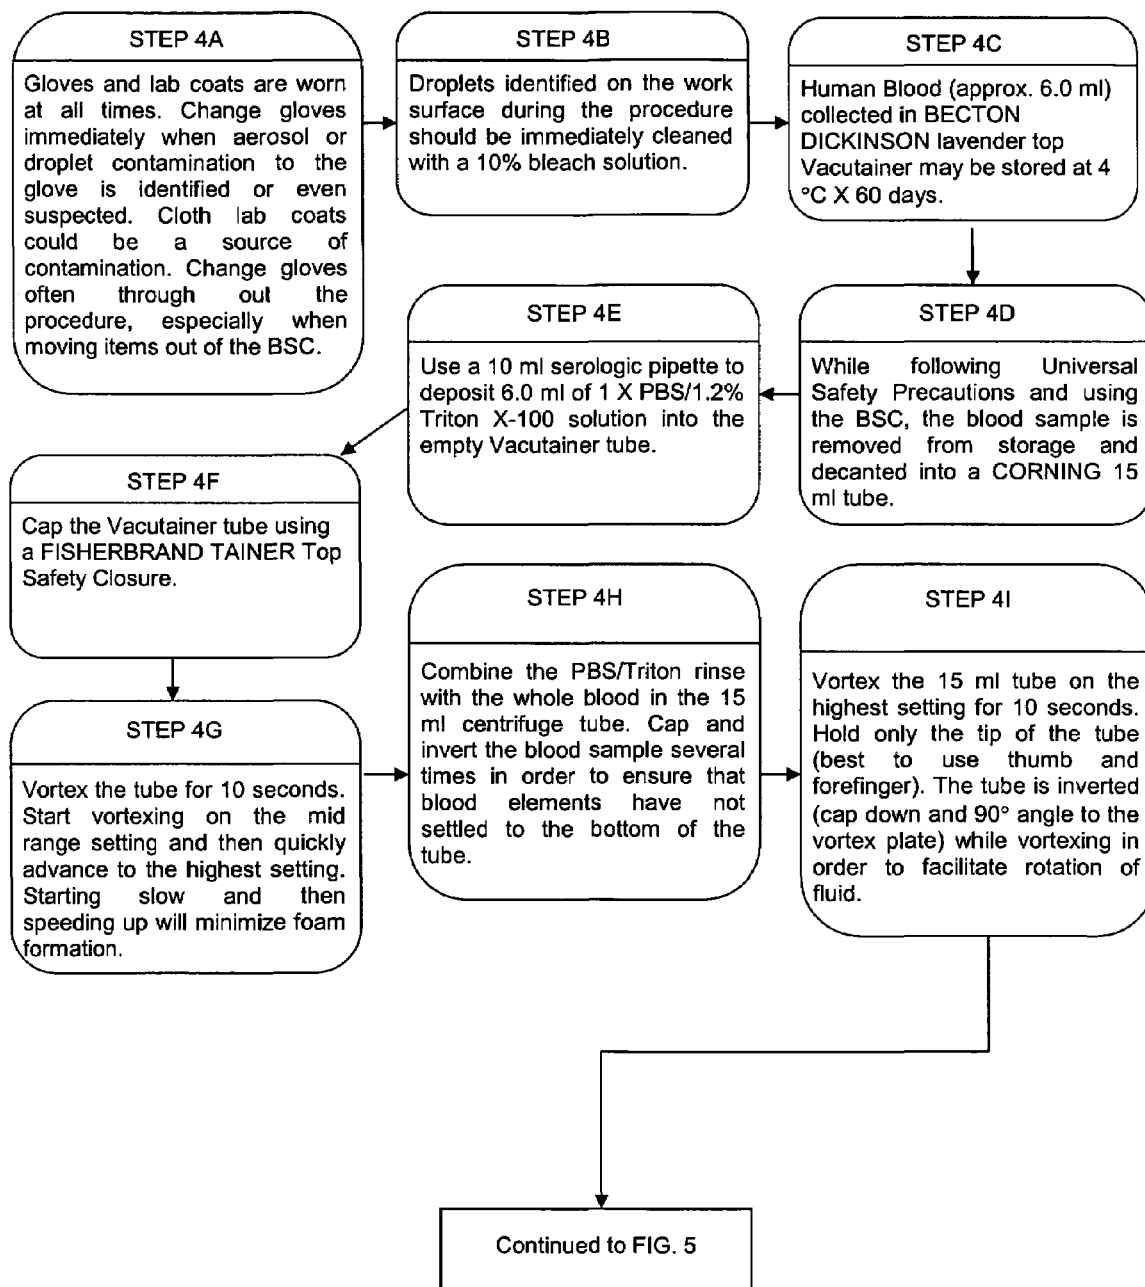 STEP 4A
Gloves and lab coats are worn
at all times. Change gloves
immediately when aerosol or
droplet contamination to the
glove is identified or even
suspected. Cloth lab coats
could be a source of
contamination. Change gloves
often through out the
procedure, especially when
moving items out of the BSC.
STEP 4B
Droplets identified on the work
surface during the procedure
should be immediately cleaned
with a 10% bleach solution.
STEP 4C
Human Blood (approx. 6.0 ml)
collected in BECTON
DICKINSON lavender top
Vacutainer may be stored at 4
°C X 60 days.
STEP 4D
While following Universal
Safety Precautions and using
the BSC, the blood sample is
removed from storage and
decanted into a CORNING 15
ml tube.
STEP 4E
Use a 10 ml serologic pipette to
deposit 6.0 ml of 1 X PBS/1.2%
Triton X-100 solution into the
empty Vacutainer tube.
STEP 4F
Cap the Vacutainer tube using
a FISHERBRAND TAINER Top
Safety Closure.
STEP 4G
Vortex the tube for 10 seconds.
Start vortexing on the mid
range setting and then quickly
advance to the highest setting.
Starting slow and then
speeding up will minimize foam
formation.
STEP 4H
Combine the PBS/Triton rinse
with the whole blood in the 15
ml centrifuge tube. Cap and
invert the blood sample several
times in order to ensure that
blood elements have not
settled to the bottom of the
tube.
STEP 4I
Vortex the 15 ml tube on the
highest setting for 10 seconds.
Hold only the tip of the tube
(best to use thumb and
forefinger). The tube is inverted
(cap down and 90° angle to the
vortex plate) while vortexing in
order to facilitate rotation of
fluid.
Continued to FIG. 5